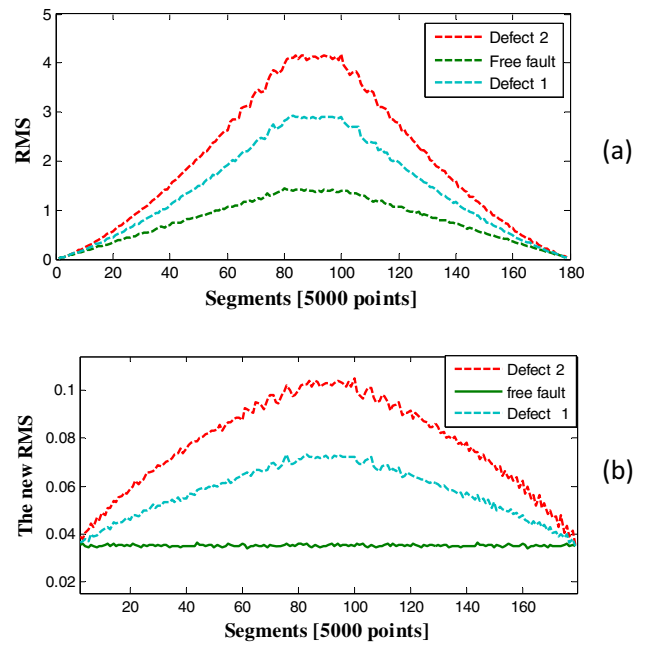 5
4
3
2
1
0
RMS
Defect 2
Free fault
Defect 1
(a)
0 20 40 60 80 100 120 140 160 180
Segments [5000 points]
0.1
0.08
0.06
0.04
0.02
The new RMS
Defect 2
free fault
Defect 1
(b)
20 40 60 80 100 120 140 160
Segments [5000 points]